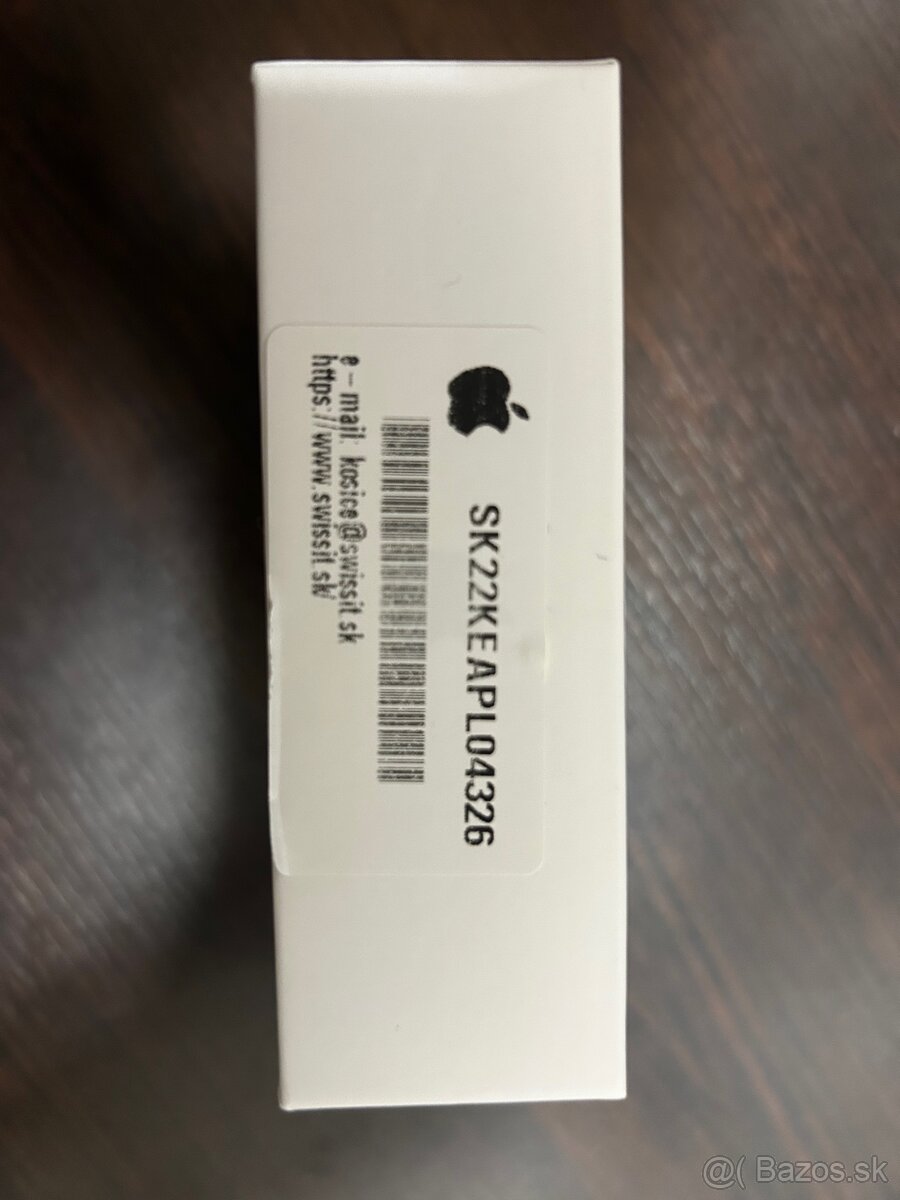 SK22KEAPL04326
e - mail: kosice@swissit.sk
https://www.swissit.sk/
@( Bazos.sk